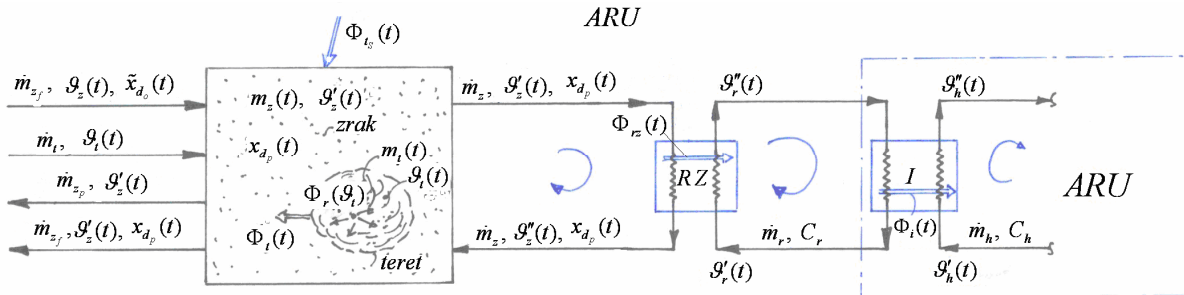 ARU
Φ_{t_s}(t)
ṁ_{z_f}, ϑ_z(t), x̃_{d_o}(t)
ṁ_t, ϑ_t(t)
ṁ_{z_p}, ϑ′_z(t)
ṁ_{z_f}, ϑ′_z(t), x_{d_p}(t)
m_z(t), ϑ′_z(t)
zrak
x_{d_p}(t)
m_t(t)
ϑ_t(t)
Φ_r(ϑ_t)
Φ_t(t)
teret
ṁ_z, ϑ′_z(t), x_{d_p}(t)
ṁ_z, ϑ″_z(t), x_{d_p}(t)
Φ_{rz}(t)
RZ
ϑ″_r(t)
ṁ_r, C_r
ϑ′_r(t)
I
Φ_i(t)
ϑ″_h(t)
ARU
ṁ_h, C_h
ϑ′_h(t)